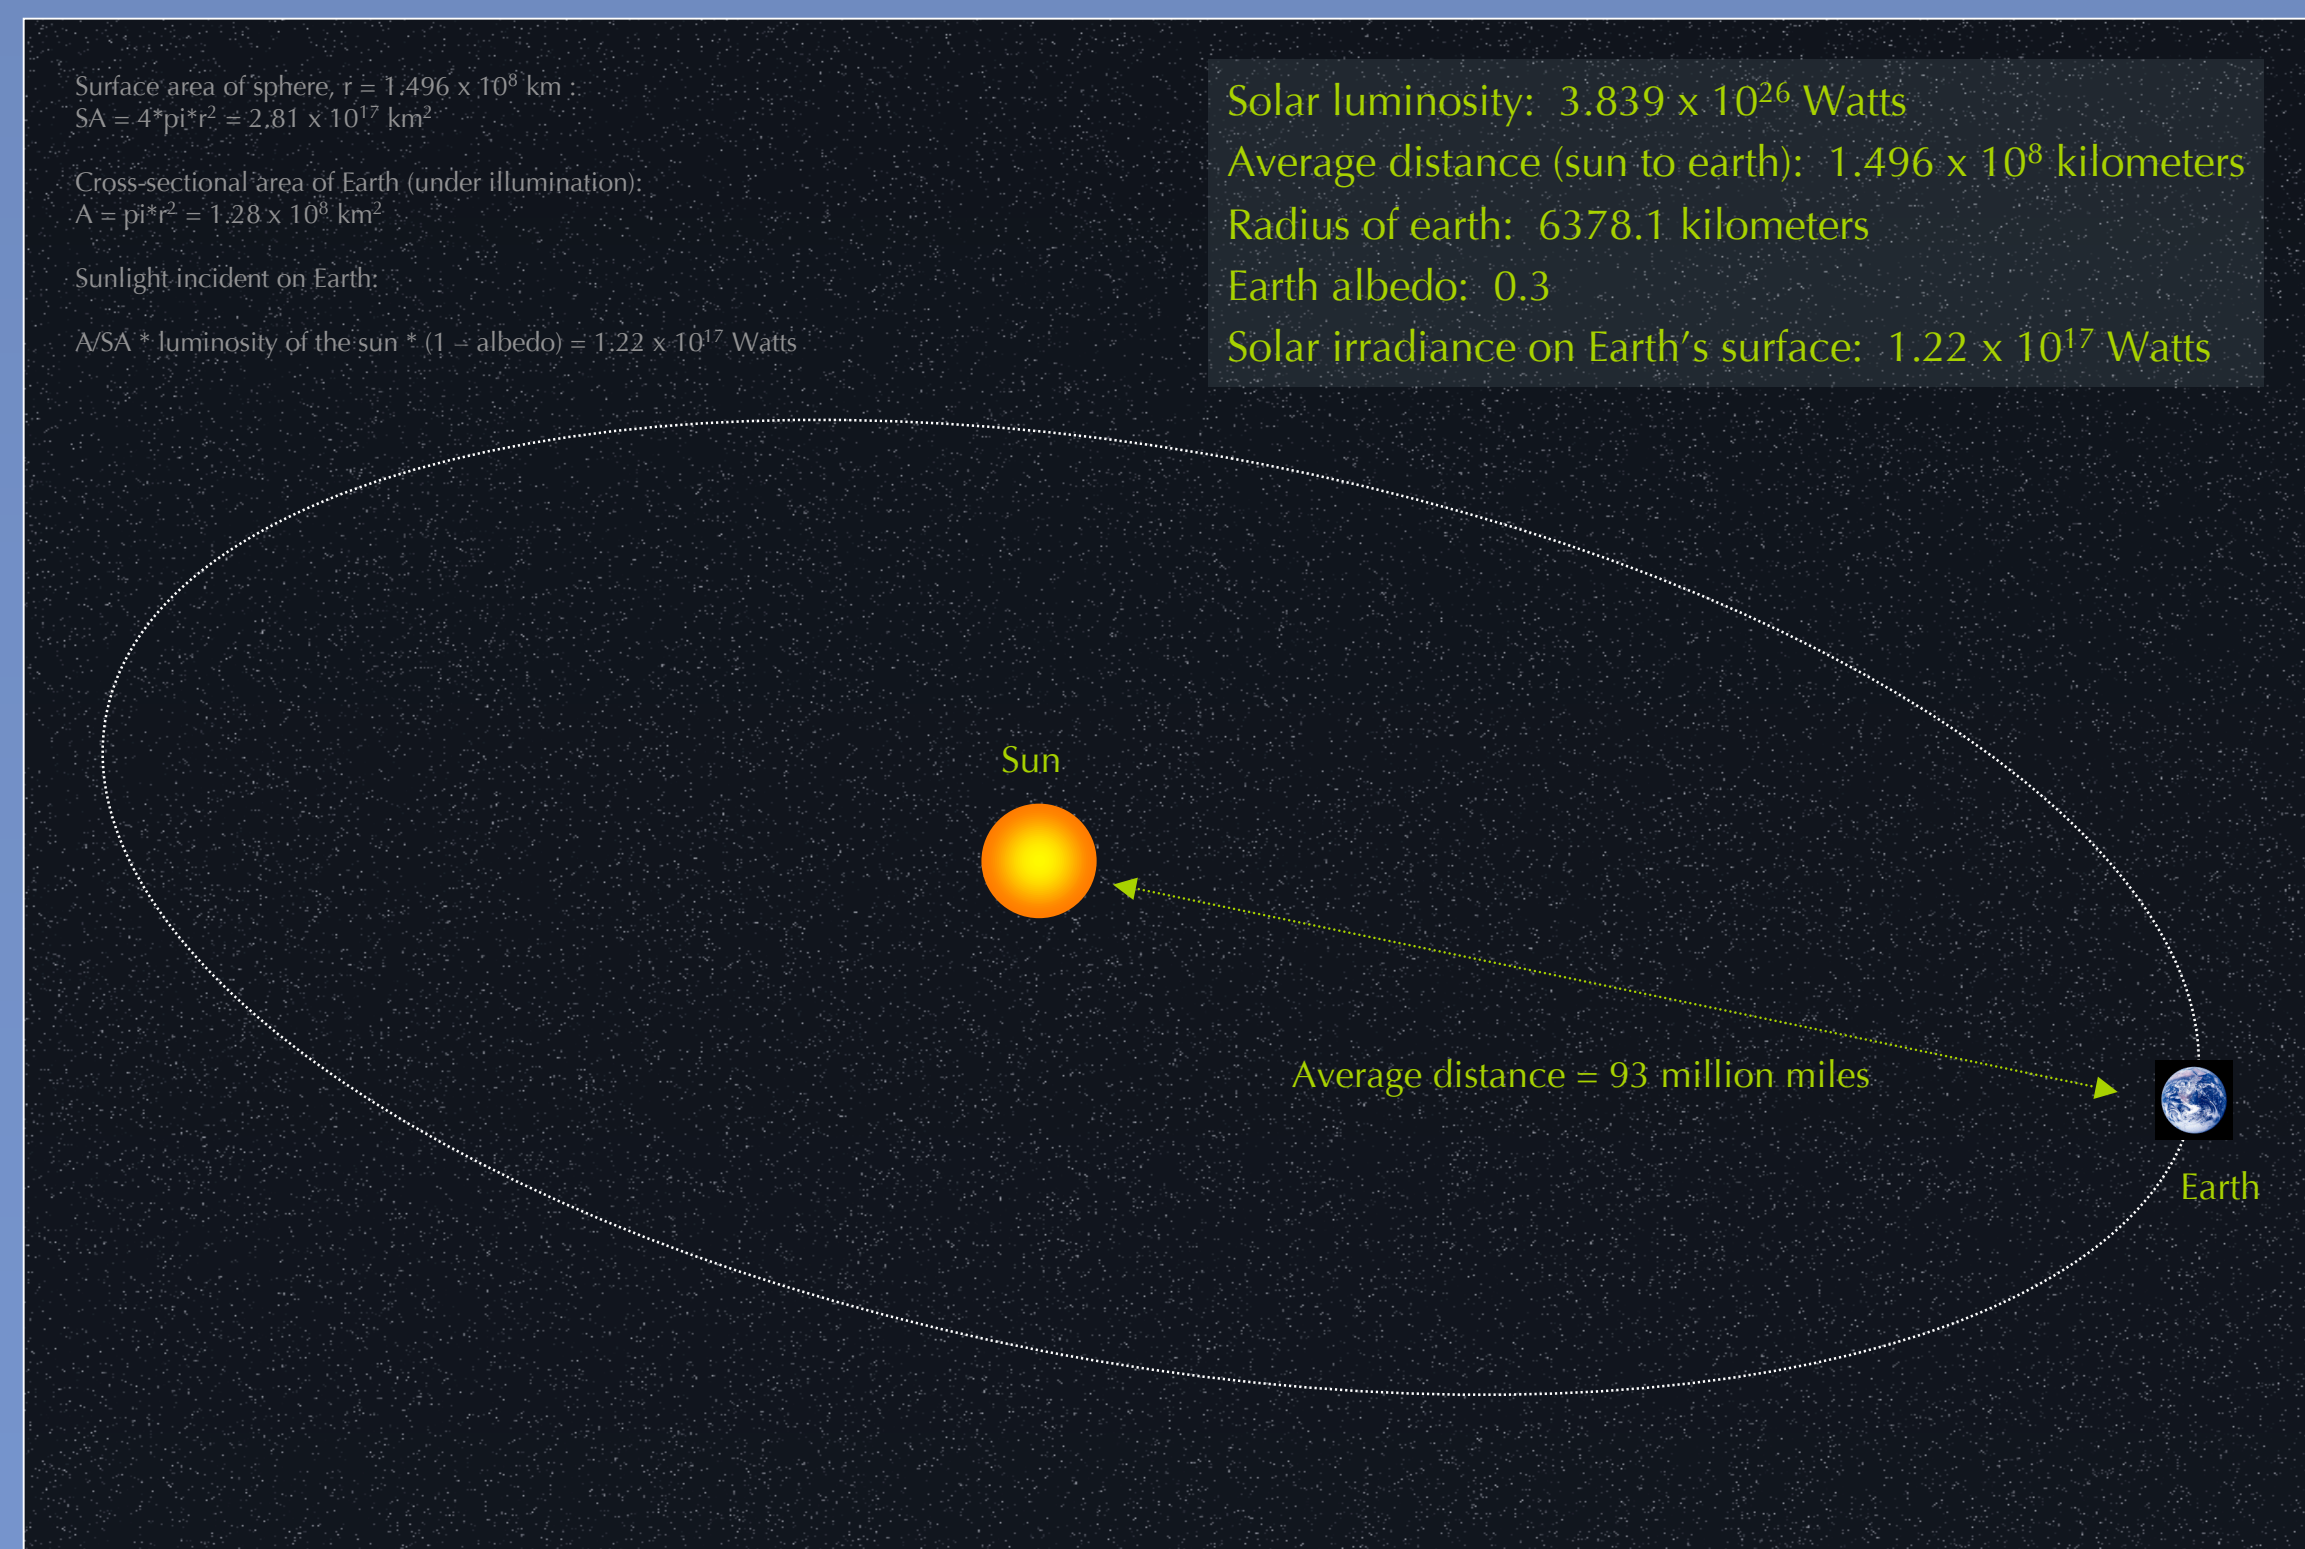 Surface area of sphere, r = 1.496 x 10⁸ km :
SA = 4*pi*r² = 2.81 x 10¹⁷ km²
Cross-sectional area of Earth (under illumination):
A = pi*r² = 1.28 x 10⁸ km²
Sunlight incident on Earth:
A/SA * luminosity of the sun * (1 – albedo) = 1.22 x 10¹⁷ Watts
Solar luminosity: 3.839 x 10²⁶ Watts
Average distance (sun to earth): 1.496 x 10⁸ kilometers
Radius of earth: 6378.1 kilometers
Earth albedo: 0.3
Solar irradiance on Earth’s surface: 1.22 x 10¹⁷ Watts
Sun
Average distance = 93 million miles
Earth